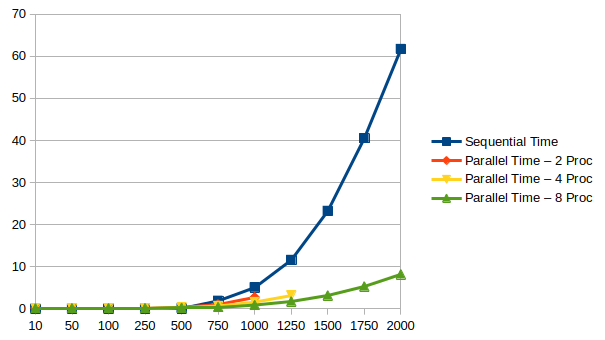 70
60
50
40
30
20
10
0
10 50 100 250 500 750 1000 1250 1500 1750 2000
Sequential Time
Parallel Time – 2 Proc
Parallel Time – 4 Proc
Parallel Time – 8 Proc